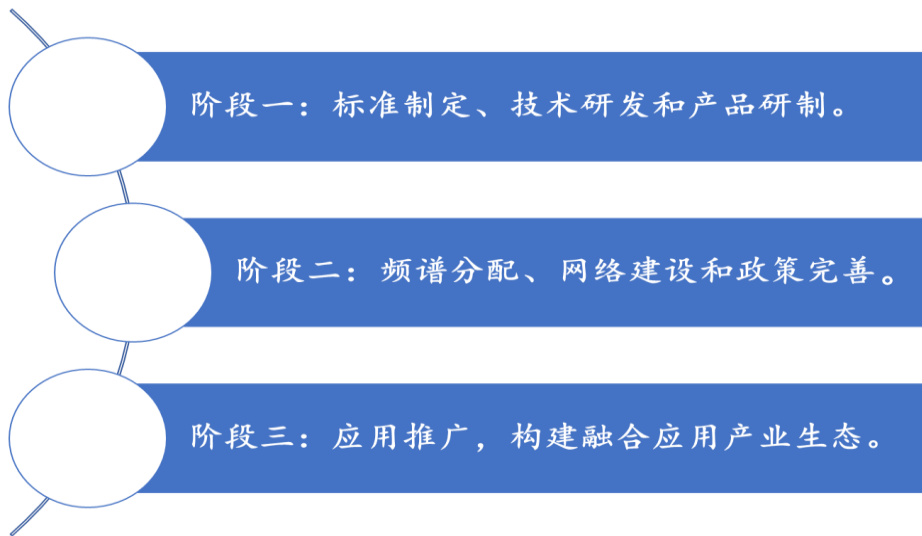 阶段一：标准制定、技术研发和产品研制。
阶段二：频谱分配、网络建设和政策完善。
阶段三：应用推广，构建融合应用产业生态。